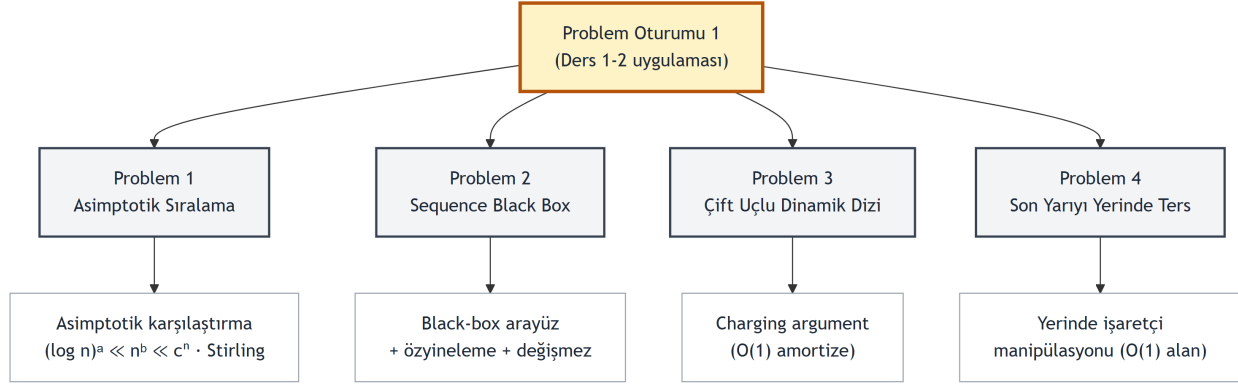 Problem Oturumu 1
(Ders 1-2 uygulaması)
Problem 1
Asimptotik Sıralama
Problem 2
Sequence Black Box
Problem 3
Çift Uçlu Dinamik Dizi
Problem 4
Son Yarıyı Yerinde Ters
Asimptotik karşılaştırma
(log n)ᵃ ≪ nᵇ ≪ cⁿ · Stirling
Black-box arayüz
+ özyineleme + değişmez
Charging argument
(O(1) amortize)
Yerinde işaretçi
manipülasyonu (O(1) alan)